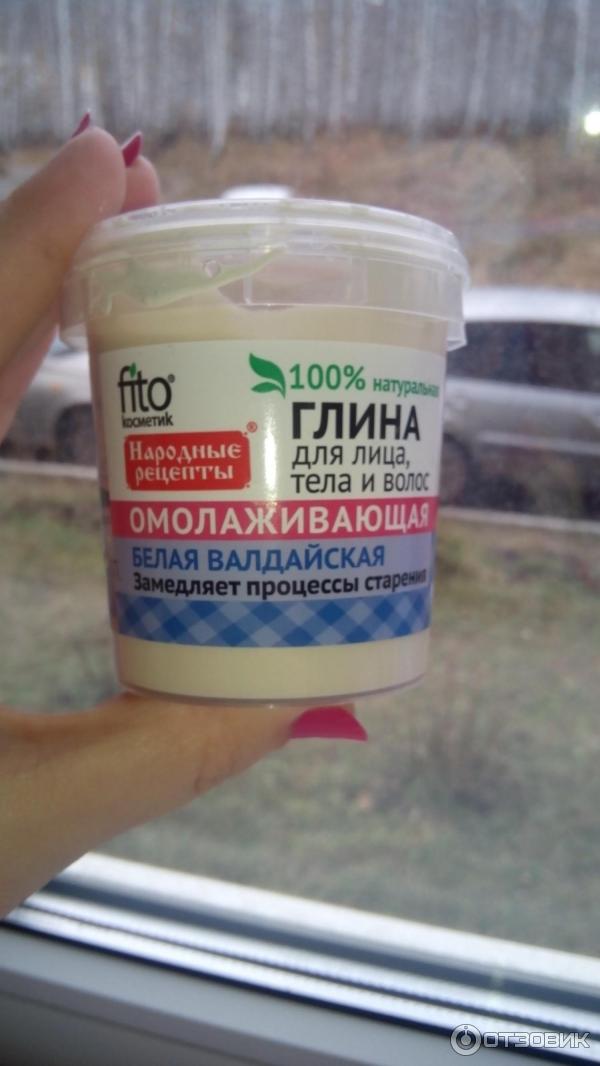 fito®
косметик
Народные
рецепты®
100% натуральная
ГЛИНА
для лица,
тела и волос
ОМОЛАЖИВАЮЩАЯ
БЕЛАЯ ВАЛДАЙСКАЯ
Замедляет процессы старения
ОТЗОВИК